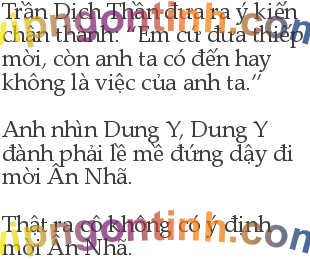 Trần Dịch Thần đưa ra ý kiến
chân thành: “Em cứ đưa thiếp
mời, còn anh ta có đến hay
không là việc của anh ta.”
Anh nhìn Dung Y, Dung Y
đành phải lề mề đứng dậy đi
mời Ân Nhã.
Thật ra cô không có ý định
mời Ân Nhã.